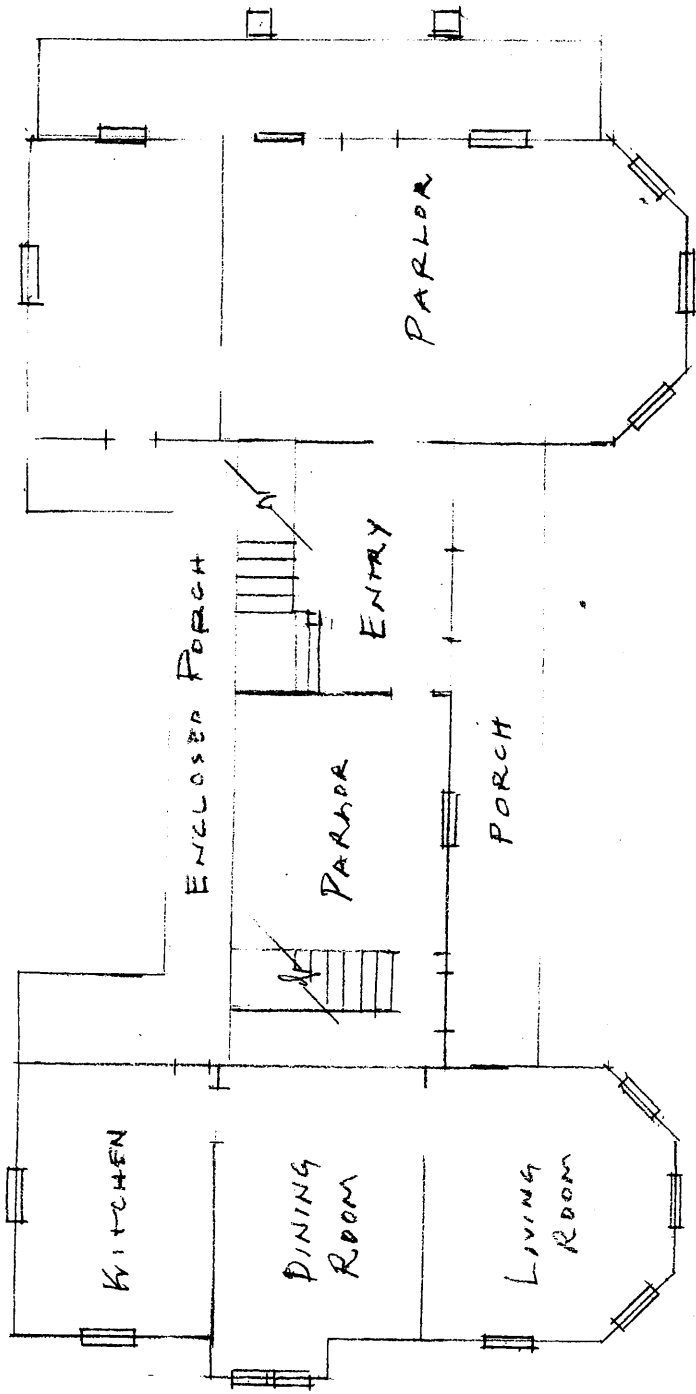 ENCLOSED PORCH
KITCHEN
DINING
ROOM
LIVING
ROOM
PARLOR
ENTRY
PARLOR
PORCH